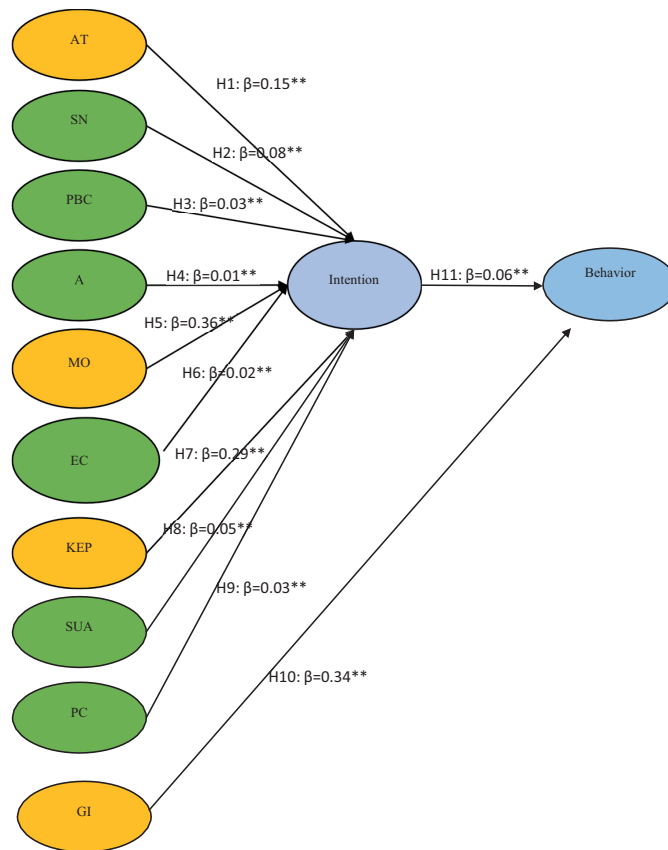 AT
H1: β=0.15**
SN
H2: β=0.08**
PBC
H3: β=0.03**
A
H4: β=0.01**
Intention
H11: β=0.06**
Behavior
H5: β=0.36**
MO
H6: β=0.02**
EC
H7: β=0.29**
KEP
H8: β=0.05**
H9: β=0.03**
SUA
H10: β=0.34**
PC
GI